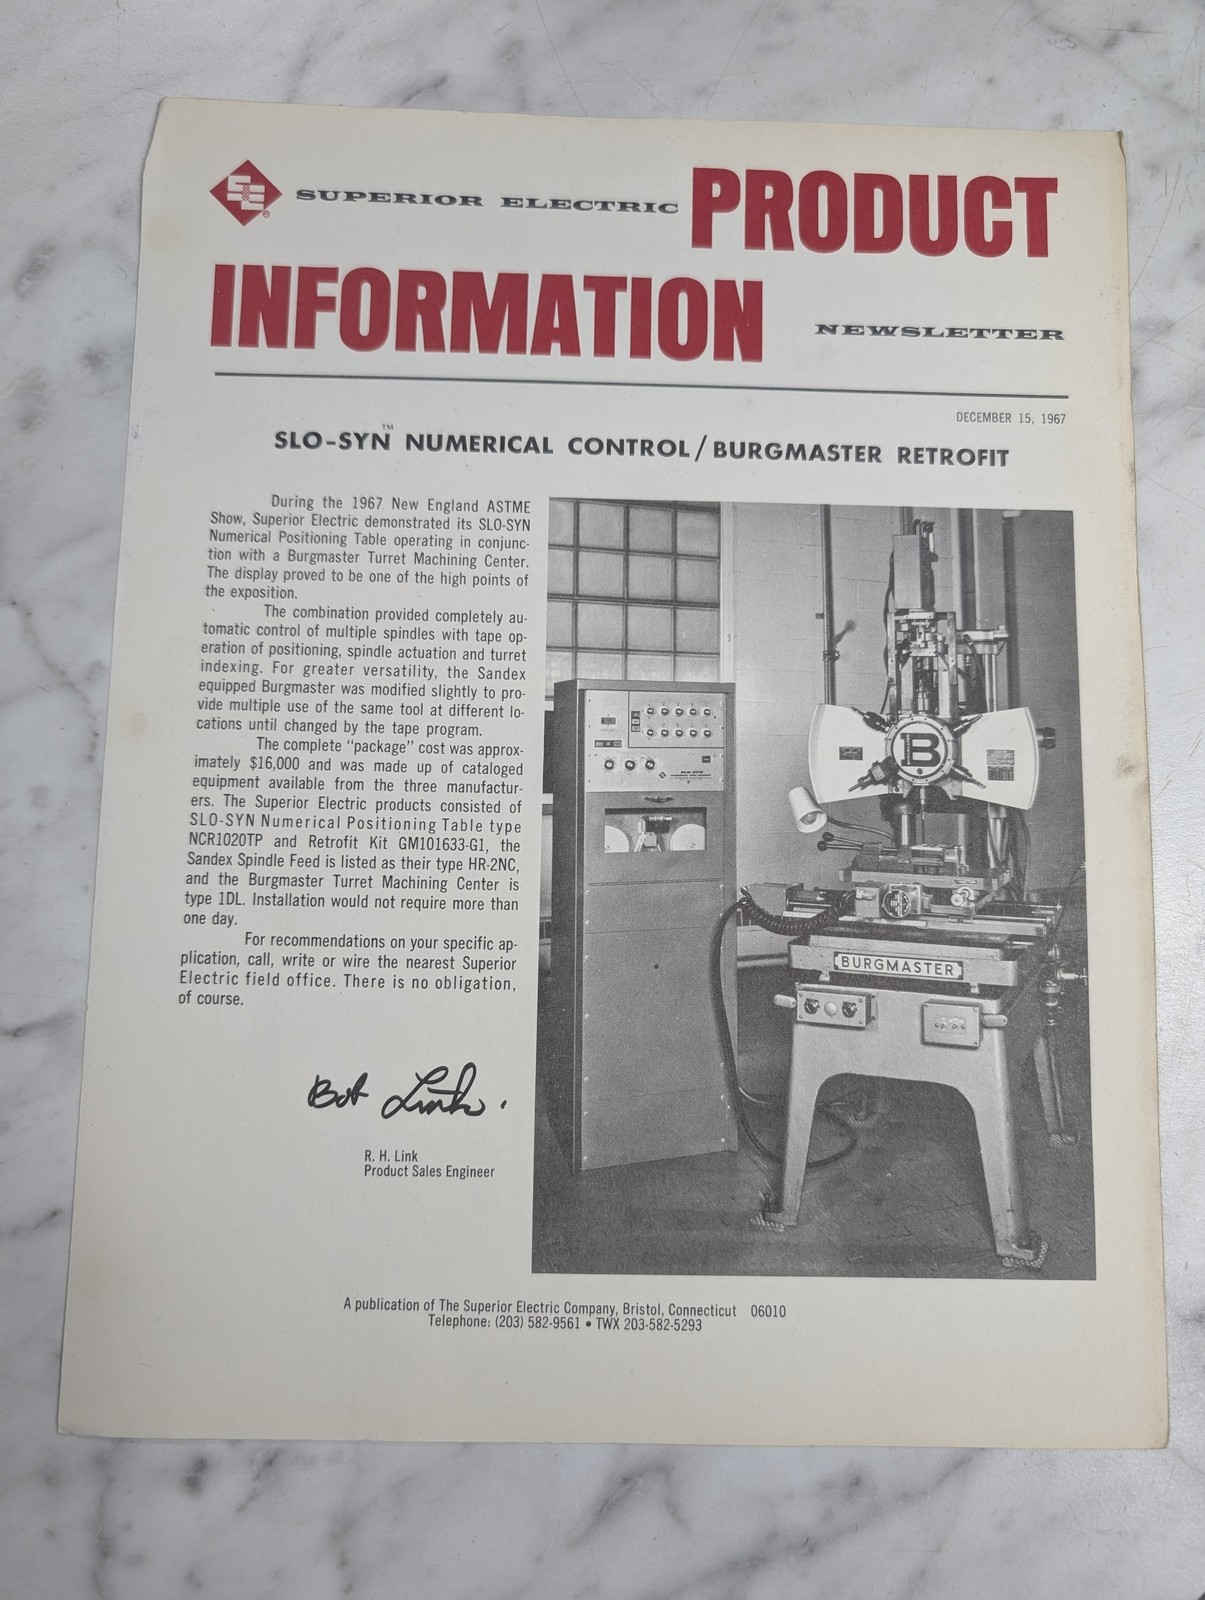 SE
®
SUPERIOR ELECTRIC PRODUCT
INFORMATION NEWSLETTER
DECEMBER 15, 1967
SLO-SYN™ NUMERICAL CONTROL/BURGMASTER RETROFIT
During the 1967 New England ASTME
Show, Superior Electric demonstrated its SLO-SYN
Numerical Positioning Table operating in conjunc-
tion with a Burgmaster Turret Machining Center.
The display proved to be one of the high points of
the exposition.
The combination provided completely au-
tomatic control of multiple spindles with tape op-
eration of positioning, spindle actuation and turret
indexing. For greater versatility, the Sandex
equipped Burgmaster was modified slightly to pro-
vide multiple use of the same tool at different lo-
cations until changed by the tape program.
The complete “package” cost was approx-
imately $16,000 and was made up of cataloged
equipment available from the three manufactur-
ers. The Superior Electric products consisted of
SLO-SYN Numerical Positioning Table type
NCR1020TP and Retrofit Kit GM101633-G1, the
Sandex Spindle Feed is listed as their type HR-2NC,
and the Burgmaster Turret Machining Center is
type 1DL. Installation would not require more than
one day.
For recommendations on your specific ap-
plication, call, write or wire the nearest Superior
Electric field office. There is no obligation,
of course.
Bob Link.
R. H. Link
Product Sales Engineer
B
BURGMASTER
A publication of The Superior Electric Company, Bristol, Connecticut 06010
Telephone: (203) 582-9561 • TWX 203-582-5293